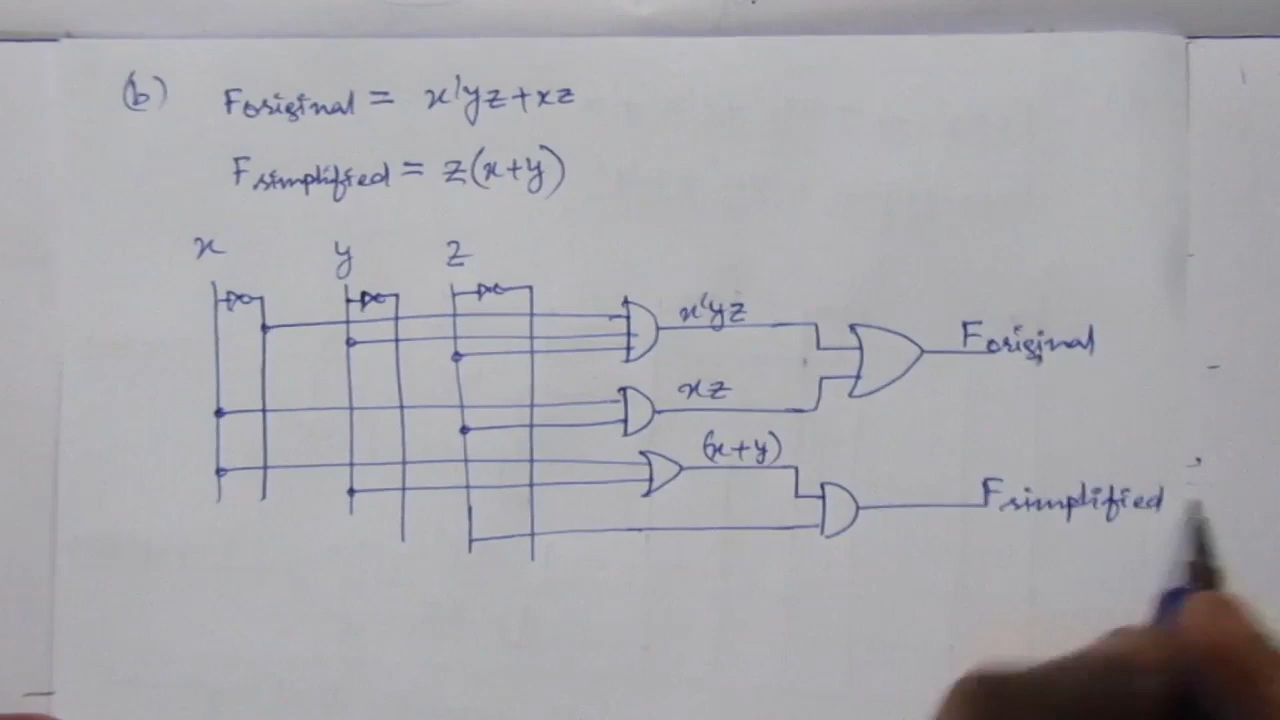 (b) Foriginal = x'yz+xz
Fsimplified = z(x+y)
x y z
x'yz
Foriginal
xz
(x+y)
Fsimplified